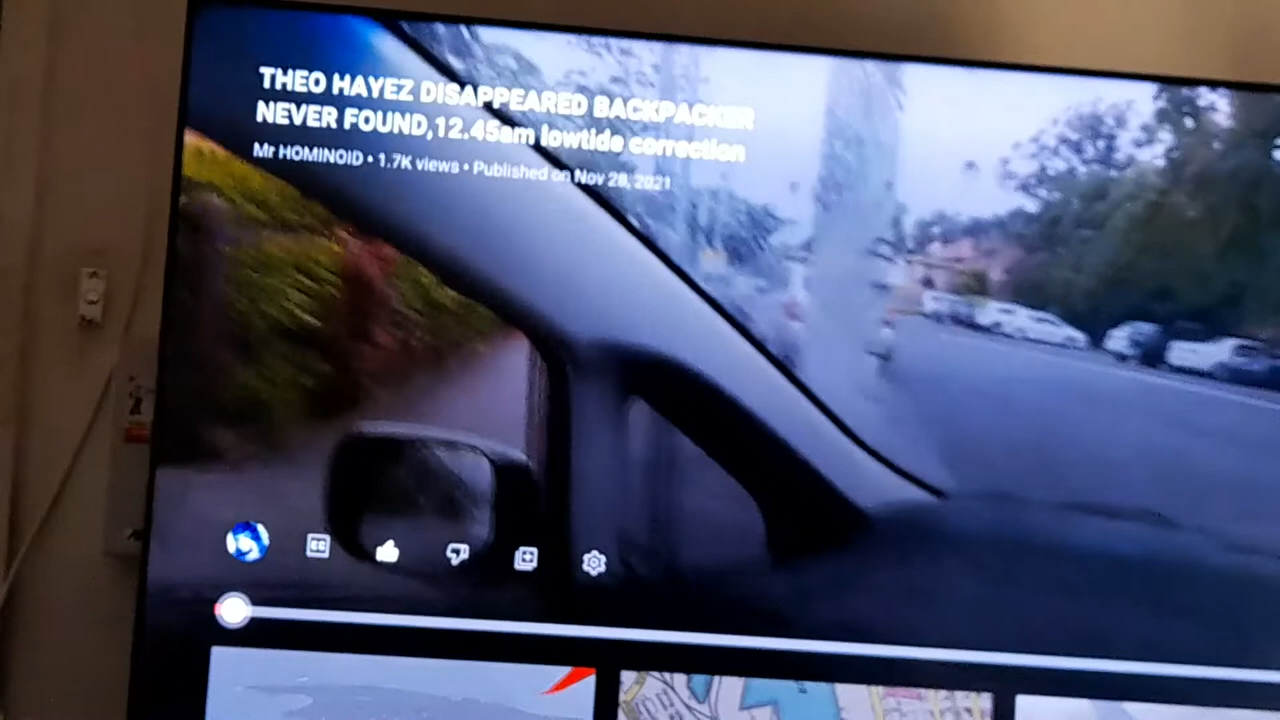 THEO HAYEZ DISAPPEARED BACKPACKER
NEVER FOUND,12.45am lowtide correction
Mr HOMINOID • 1.7K views • Published on Nov 28, 2021
CC